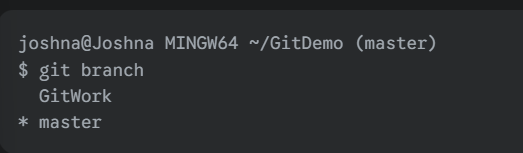 joshna@Joshna MINGW64 ~/GitDemo (master)
$ git branch
  GitWork
* master